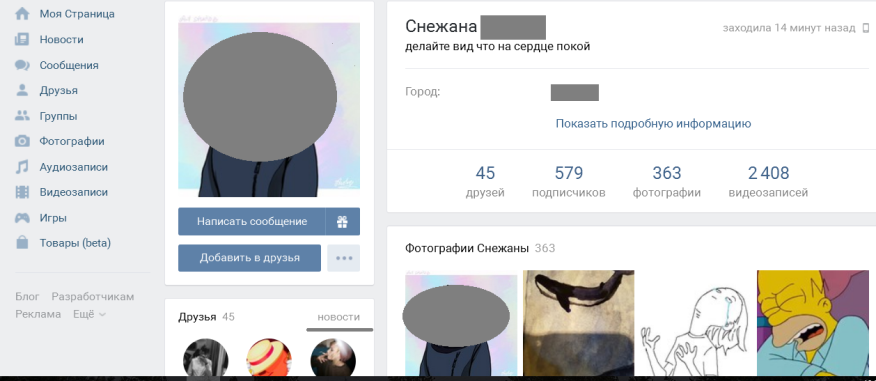 Моя Страница
Новости
Сообщения
Друзья
Группы
Фотографии
Аудиозаписи
Видеозаписи
Игры
Товары (beta)
Блог Разработчикам
Реклама Ещё
Написать сообщение
Добавить в друзья
Друзья 45 новости
Снежана
заходила 14 минут назад
делайте вид что на сердце покой
Город:
Показать подробную информацию
45 579 363 2 408
друзей подписчиков фотографии видеозаписей
Фотографии Снежаны 363